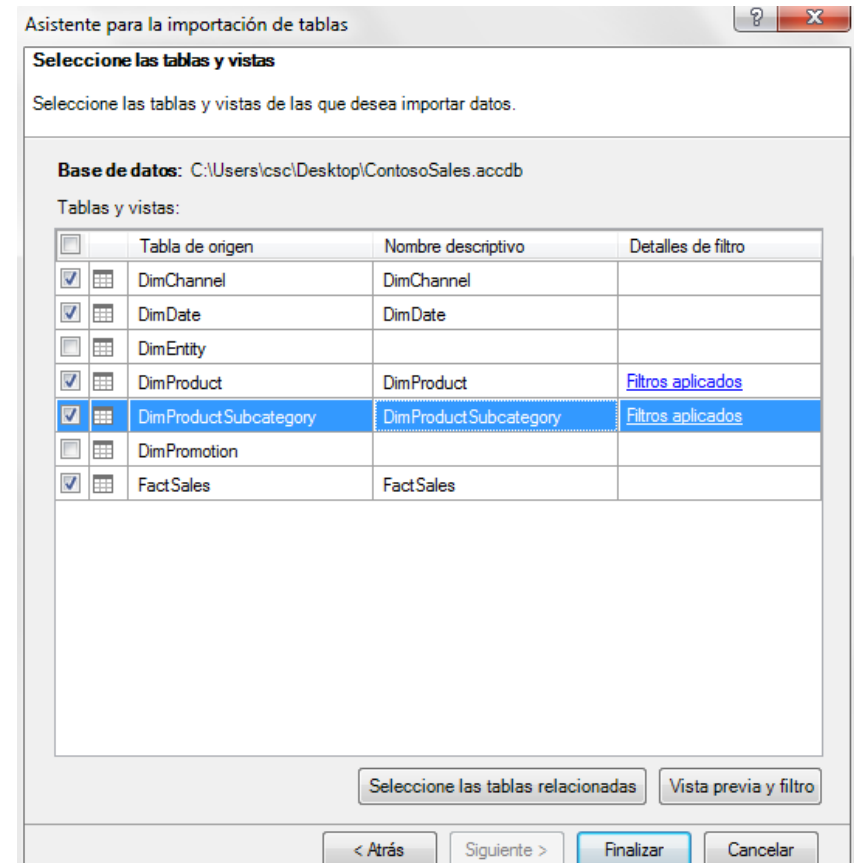 Asistente para la importación de tablas
Seleccione las tablas y vistas
Seleccione las tablas y vistas de las que desea importar datos.
Base de datos: C:\Users\csc\Desktop\ContosoSales.accdb
Tablas y vistas:
Tabla de origen Nombre descriptivo Detalles de filtro
DimChannel DimChannel
DimDate DimDate
DimEntity
DimProduct DimProduct Filtros aplicados
DimProductSubcategory DimProductSubcategory Filtros aplicados
DimPromotion
FactSales FactSales
Seleccione las tablas relacionadas Vista previa y filtro
< Atrás Siguiente > Finalizar Cancelar